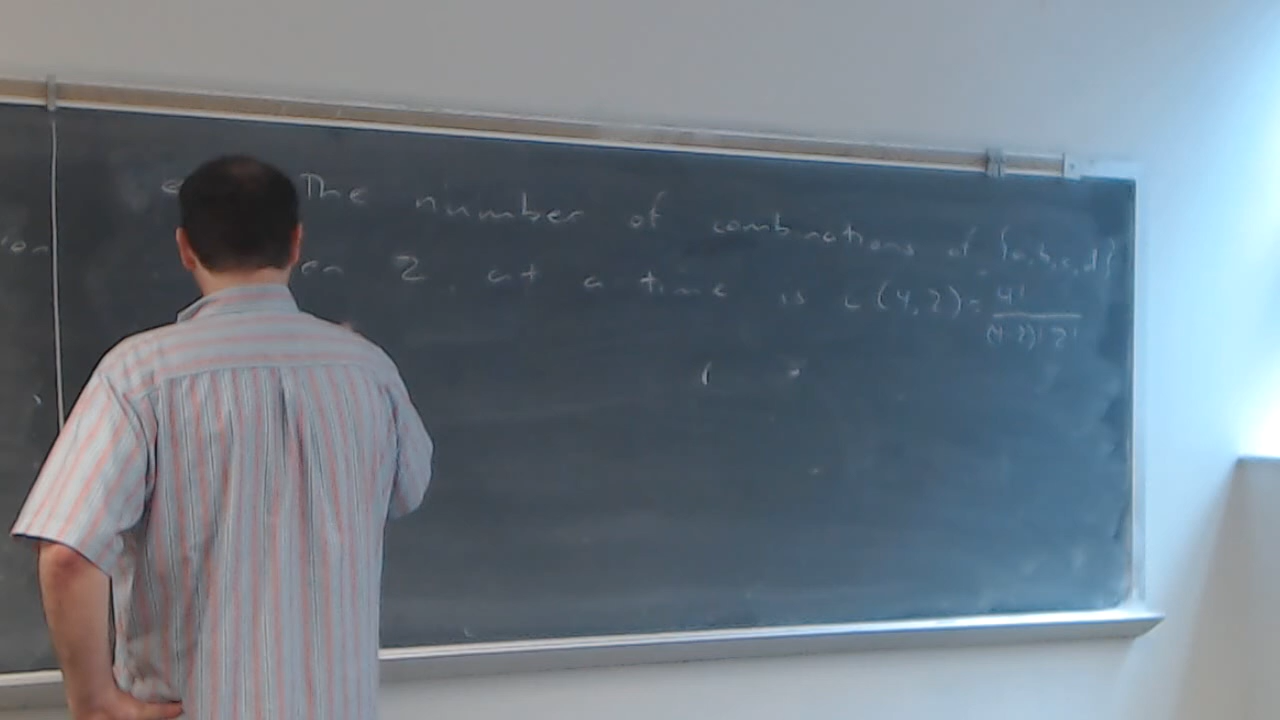 The number of combinations of {a,b,c,d}
2 at a time is C(4,2) = 4!
(4-2)! 2!